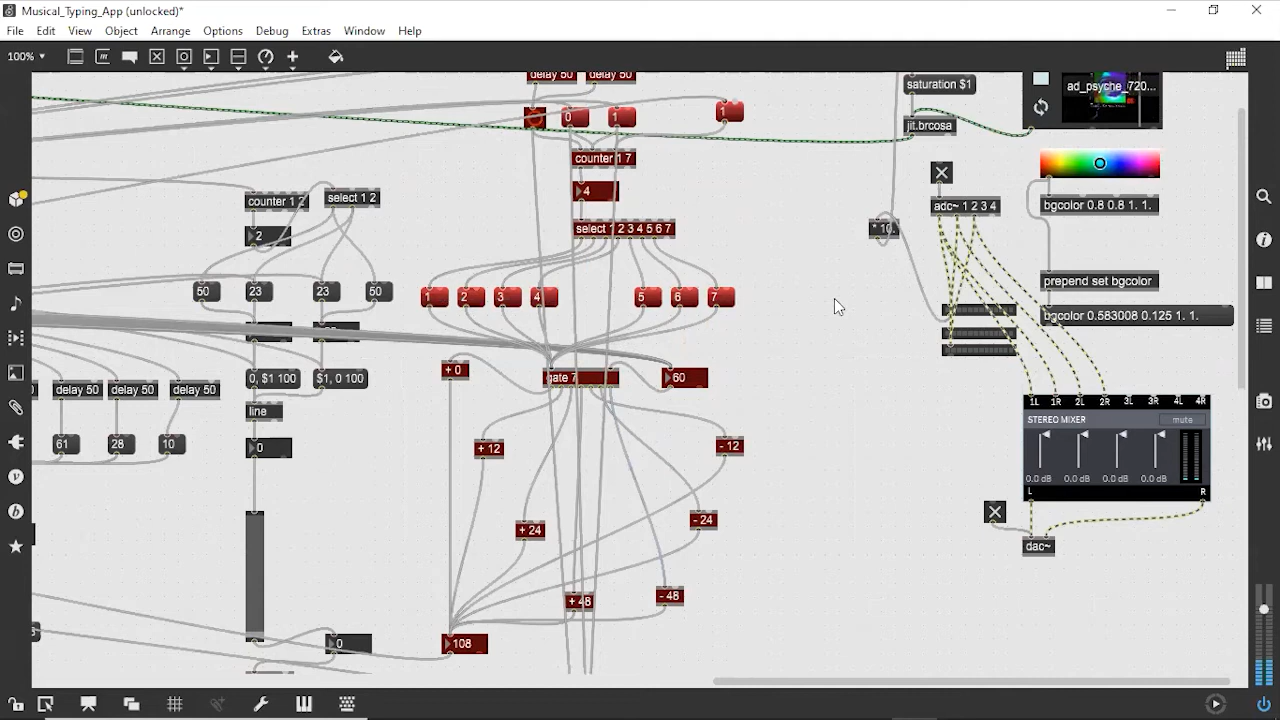 Musical_Typing_App (unlocked)*
File Edit View Object Arrange Options Debug Extras Window Help
100%
delay 50 delay 50
saturation $1
ad_psyche_720...
0 1 1
jit.brcosa
counter 1 7
4
counter 1 2 select 1 2
adc~ 1 2 3 4
bgcolor 0.8 0.8 1. 1.
select 1 2 3 4 5 6 7
* 10.
2
50 23 23 50
1 2 3 4 5 6 7
prepend set bgcolor
bgcolor 0.583008 0.125 1. 1.
+ 0
gate 7
60
0, $1 100 $1, 0 100
delay 50 delay 50 delay 50
line
1L 1R 2L 2R 3L 3R 4L 4R
STEREO MIXER mute
61 28 10
0
+ 12
- 12
0.0 dB 0.0 dB 0.0 dB 0.0 dB
L R
+ 24
- 24
dac~
+ 48
- 48
0
108